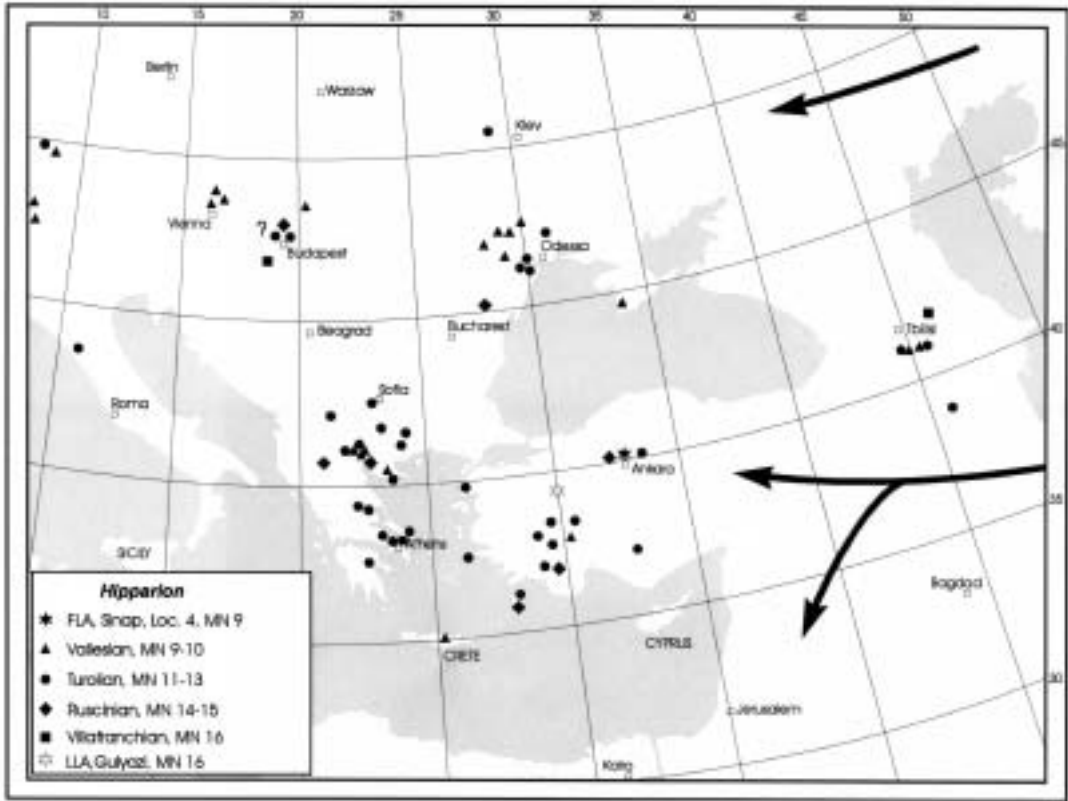 10 15 20 25 30 35 40 45 50
Berlin
Warsaw
Kiev
45
Vienna
?
Budapest
Odessa
Beograd
Bucharest
Tbilisi
40
Roma
Sofia
Ankara
35
SICILY
Athens
Bagdad
CRETE
CYPRUS
30
Jerusalem
Hipparion
FLA, Sinap, Loc. 4, MN 9
Vallesian, MN 9-10
Turolian, MN 11-13
Ruscinian, MN 14-15
Villafranchian, MN 16
LLA, Gulyazi, MN 16